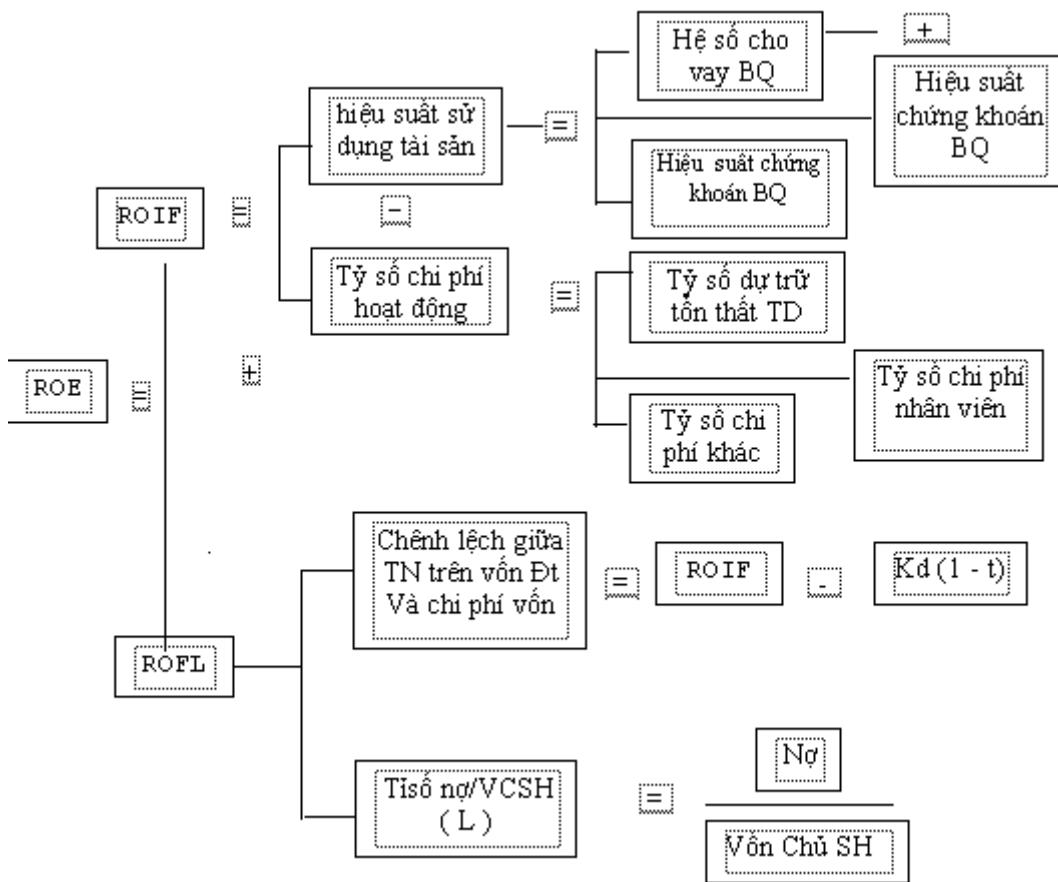 Hệ số cho
vay BQ
+
Hiệu suất
chứng khoán
BQ
hiệu suất sử
dụng tài sản
=
Hiệu suất chứng
khoán BQ
ROIF
=
-
Tỷ số chi phí
hoạt động
=
Tỷ số dự trữ
tổn thất TD
ROE
=
+
Tỷ số chi phí
nhân viên
Tỷ số chi
phí khác
Chênh lệch giữa
TN trên vốn Đt
Và chi phí vốn
=
ROIF
-
Kd (1 - t)
ROFL
Tỉsố nợ/VCSH
( L )
=
Nợ
Vốn Chủ SH